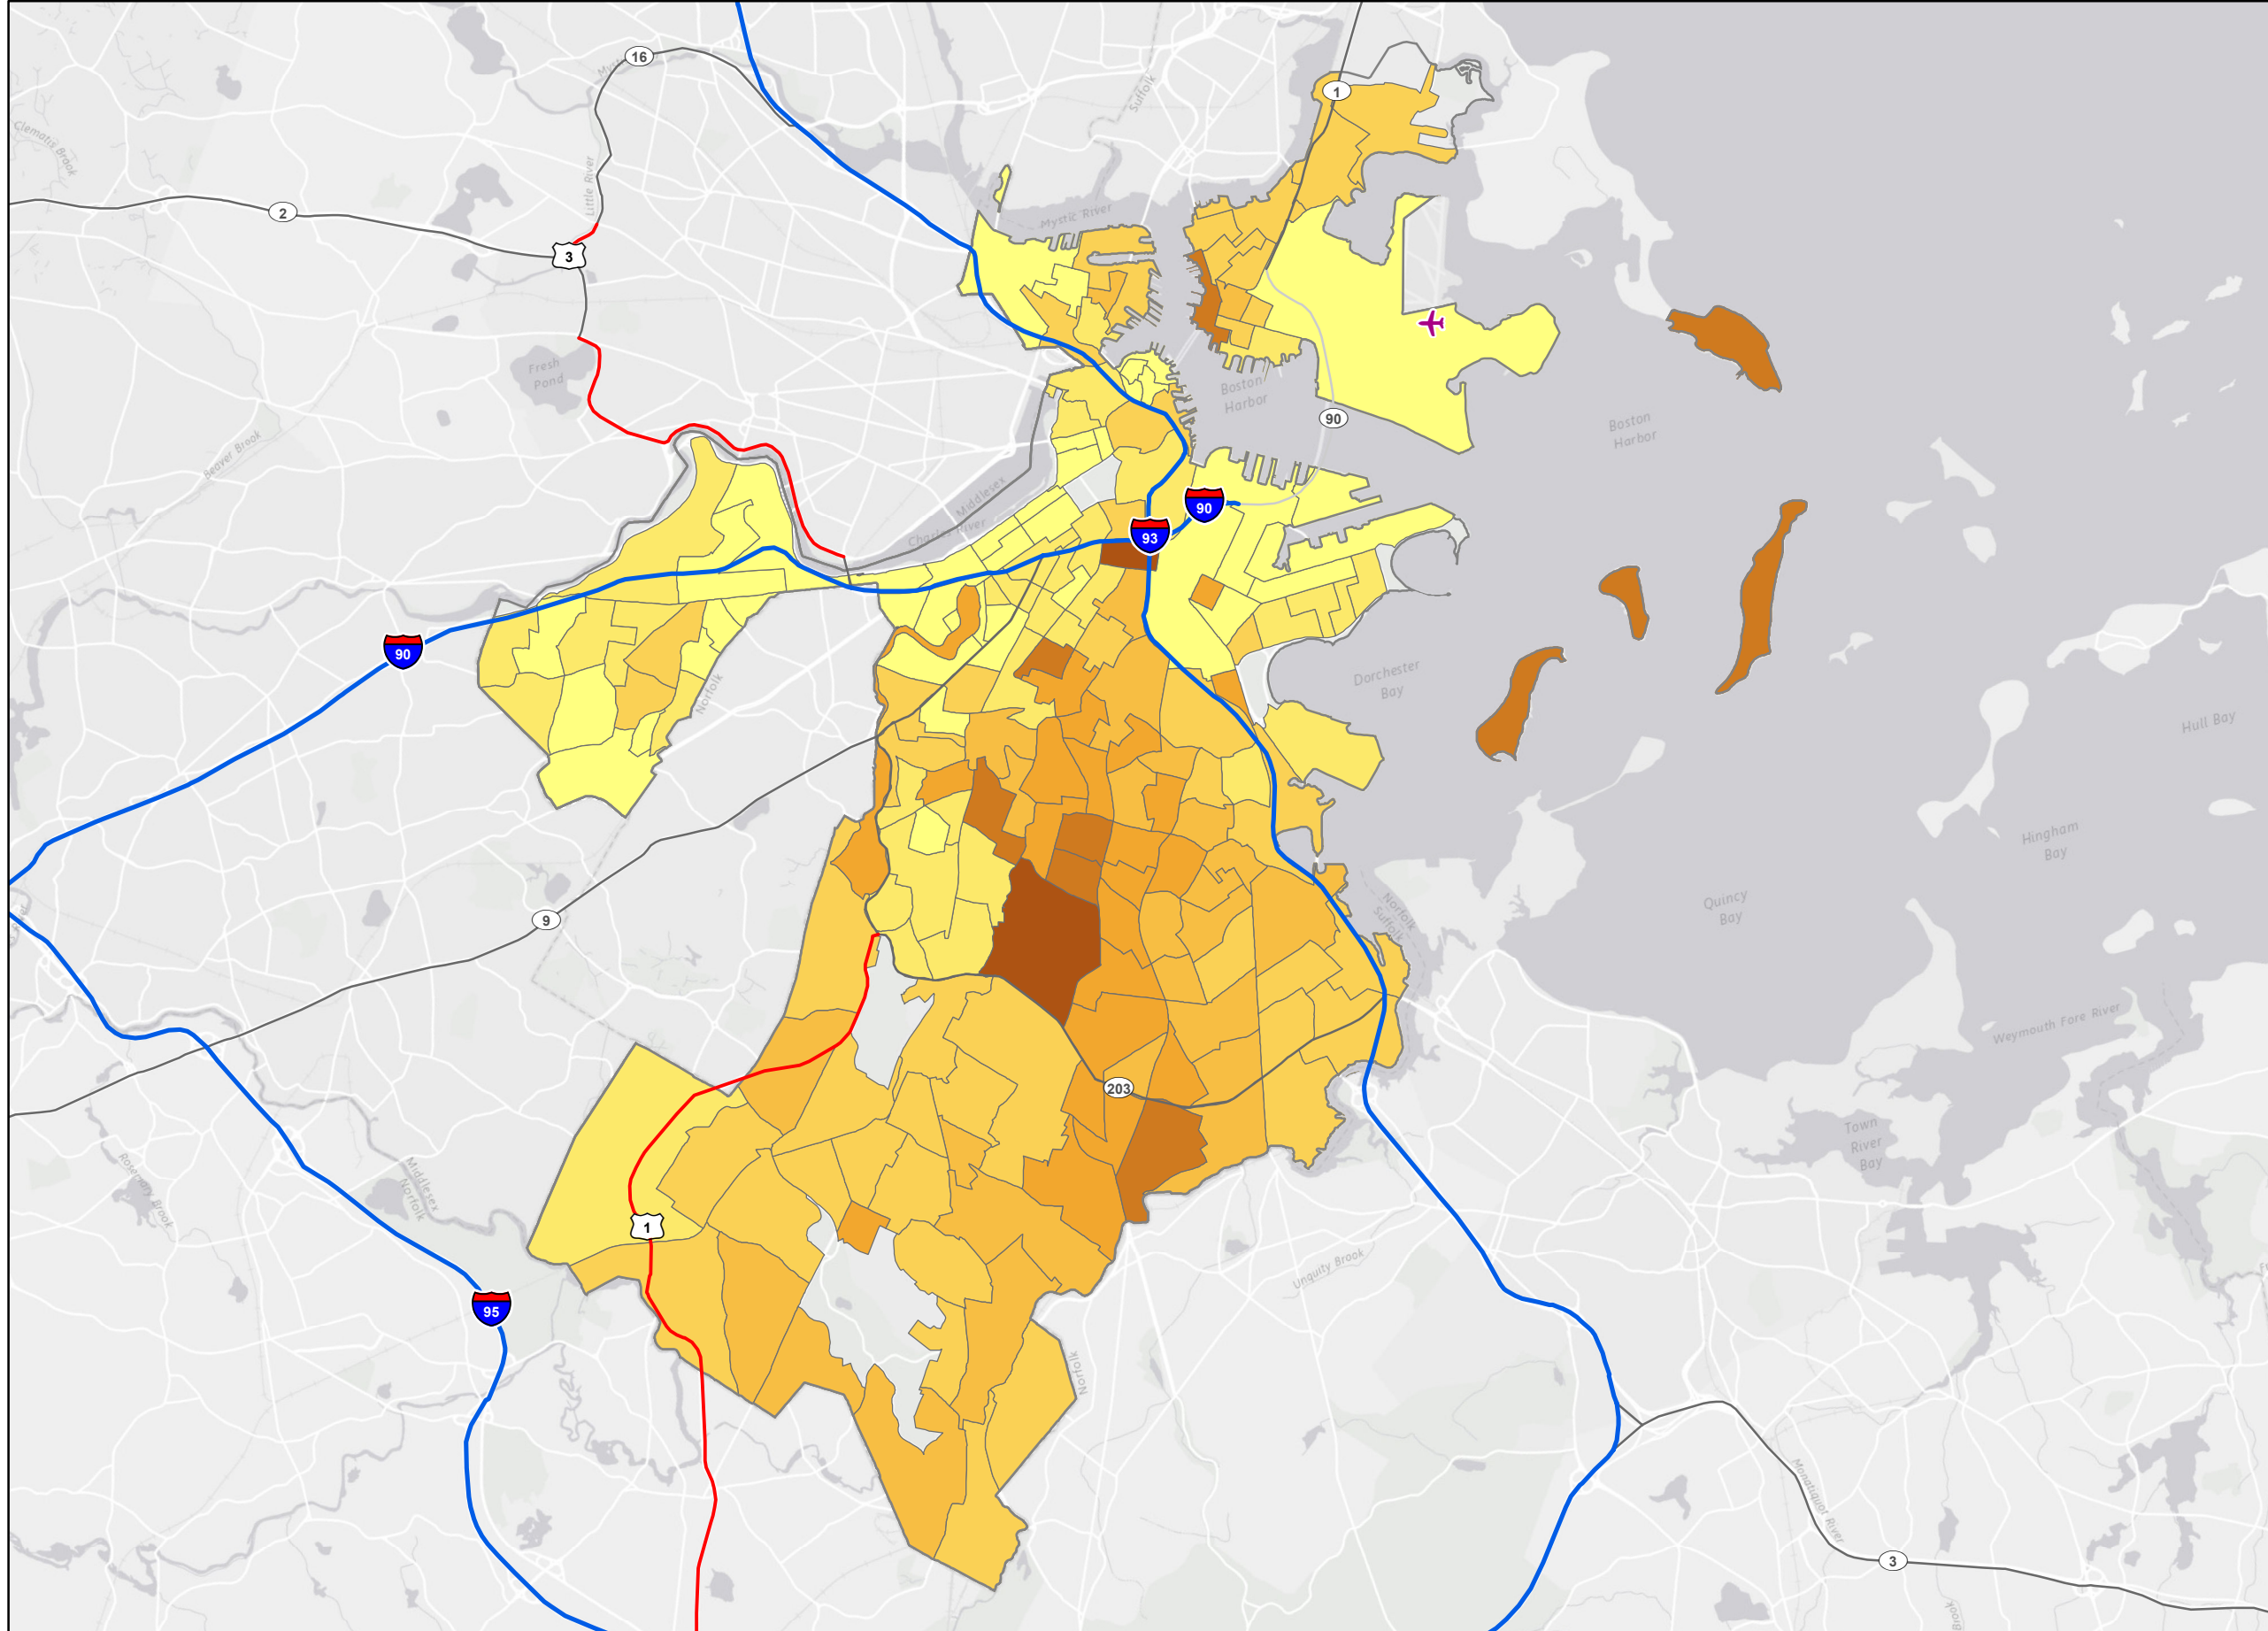 16
1
Suffolk
Clematis Brook
Little River
2
Mystic River
3
Fresh
Pond
Boston
Harbor
90
Boston
Harbor
Beaver Brook
Middlesex
Charles River
90
93
90
Norfolk
Dorchester
Bay
Hull Bay
Hingham
Bay
9
Norfolk
Suffolk
Quincy
Bay
Weymouth Fore River
203
Town
River
Bay
Rosemary Brook
Middlesex
Norfolk
1
Unquity Brook
95
Norfolk
Monatiquot River
3
Brook